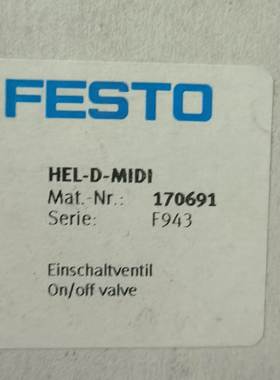 FESTO
HEL-D-MIDI
Mat.-Nr.: 170691
Serie: F943
Einschaltventil
On/off valve